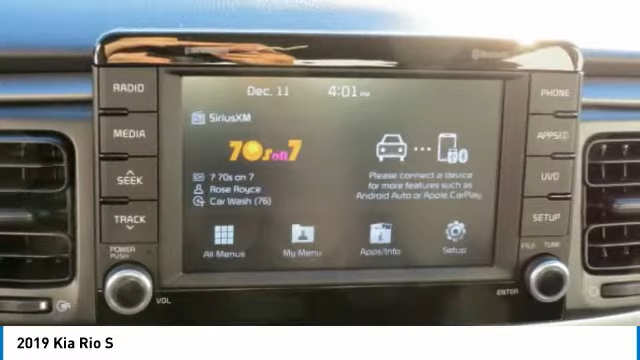 Bluetooth
RADIO
MEDIA
SEEK
TRACK
POWER
PUSH
VOL
Dec. 11
4:01 PM
SiriusXM
70s on 7
7 70s on 7
Rose Royce
Car Wash (76)
Please connect a device
for more features such as
Android Auto or Apple CarPlay.
All Menus
My Menu
Apps/Info
Setup
PHONE
APPS
UVO
SETUP
FILE TUNE
ENTER
2019 Kia Rio S